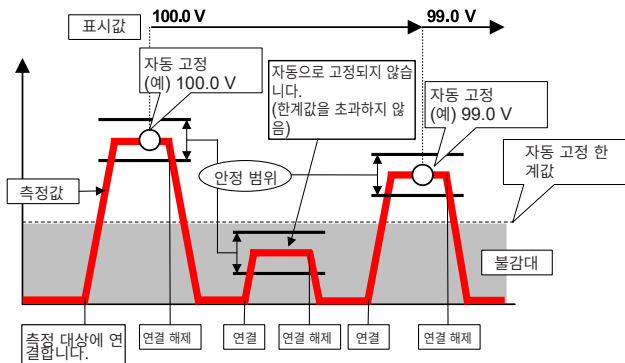 100.0 V
99.0 V
표시값
자동 고정
(예) 100.0 V
자동으로 고정되지 않습
니다.
(한계값을 초과하지 않
음)
자동 고정
(예) 99.0 V
자동 고정 한
계값
측정값
안정 범위
불감대
측정 대상에 연
결합니다.
연결 해제
연결
연결 해제
연결
연결 해제